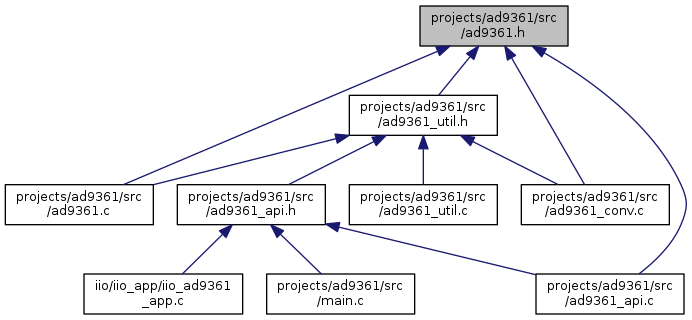 projects/ad9361/src
/ad9361.h
projects/ad9361/src
/ad9361_util.h
projects/ad9361/src
/ad9361.c
projects/ad9361/src
/ad9361_api.h
projects/ad9361/src
/ad9361_util.c
projects/ad9361/src
/ad9361_conv.c
iio/iio_app/iio_ad9361
_app.c
projects/ad9361/src
/main.c
projects/ad9361/src
/ad9361_api.c